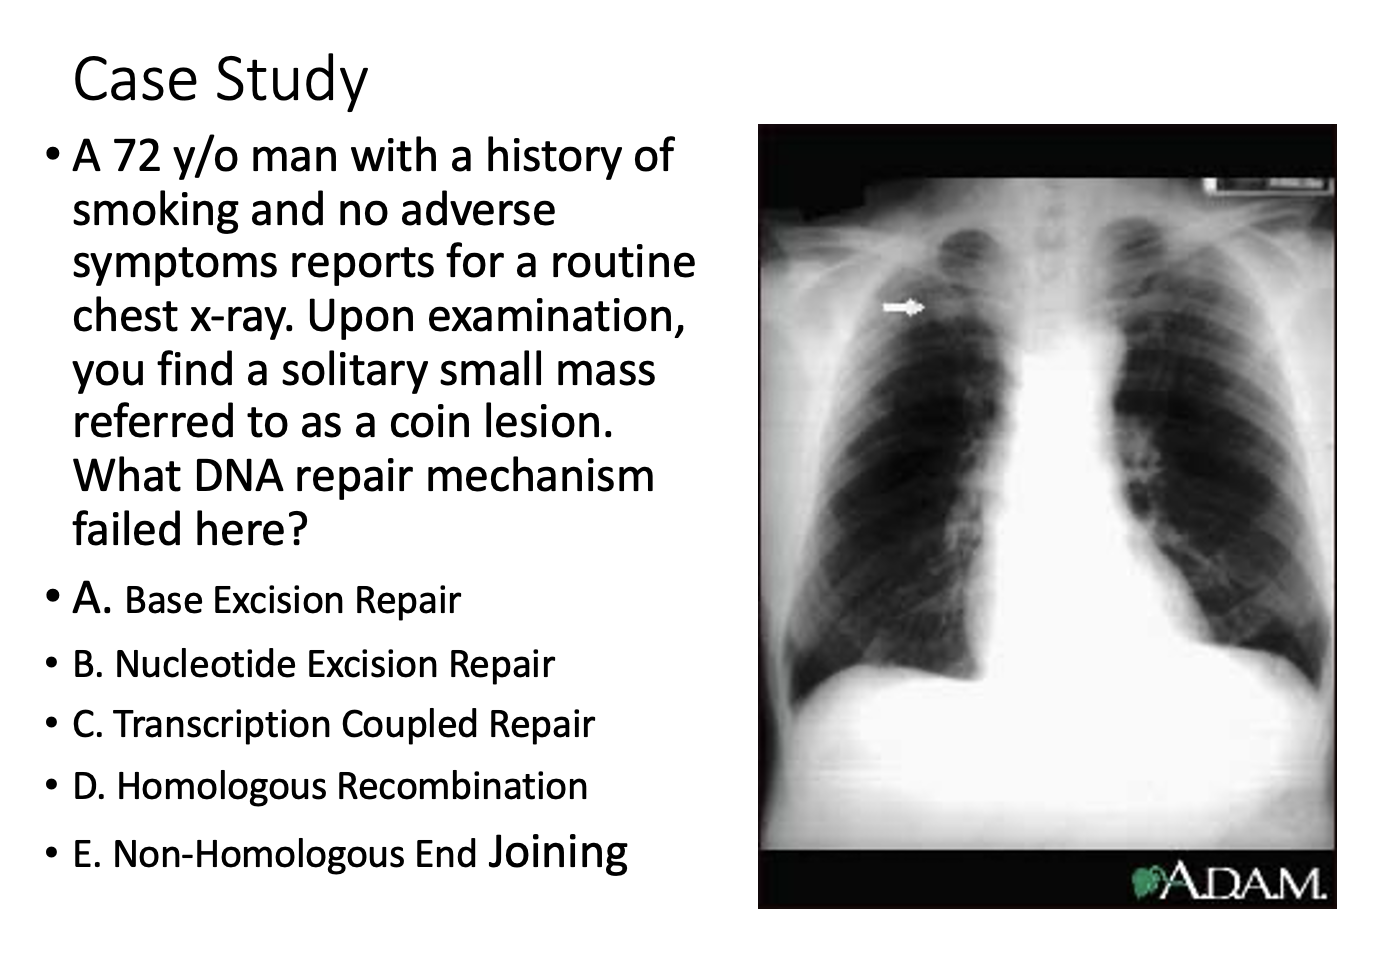 Case Study
• A 72 y/o man with a history of
smoking and no adverse
symptoms reports for a routine
chest x-ray. Upon examination,
you find a solitary small mass
referred to as a coin lesion.
What DNA repair mechanism
failed here?
• A. Base Excision Repair
• B. Nucleotide Excision Repair
• C. Transcription Coupled Repair
• D. Homologous Recombination
• E. Non-Homologous End Joining
A.D.A.M.